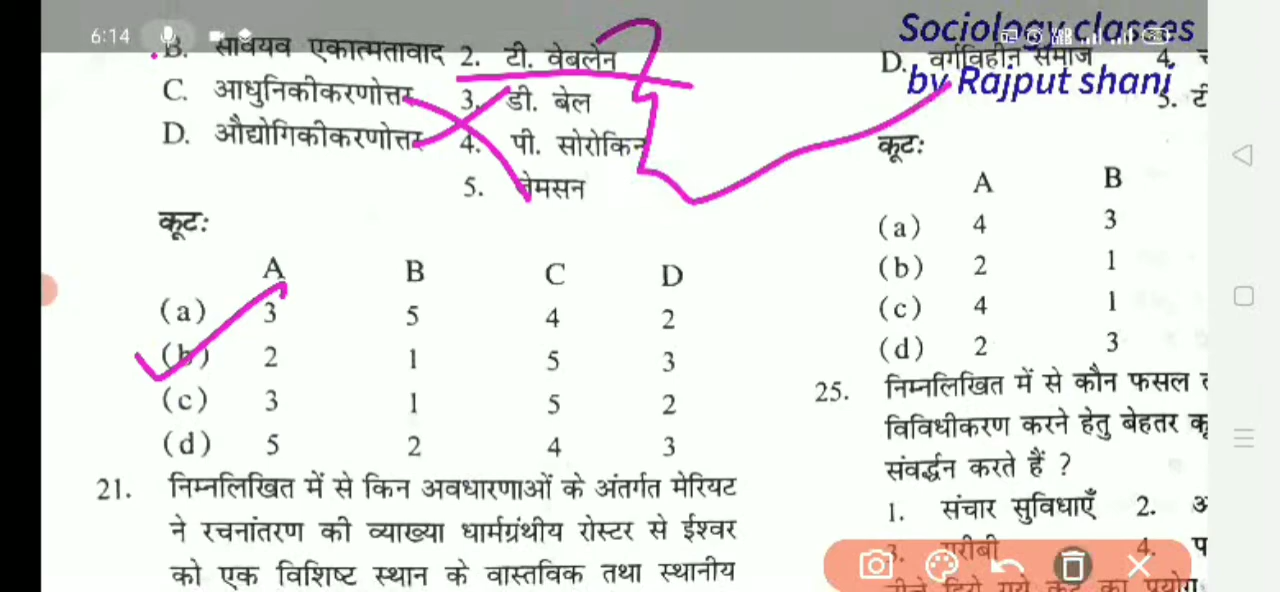 6:14
Sociology classes
by Rajput shani
B. सावयव एकात्मतावाद 2. टी. वेबलेन
C. आधुनिकीकरणोत्तर 3. डी. बेल
D. औद्योगिकीकरणोत्तर 4. पी. सोरोकिन
5. जेमसन
कूटः
A B C D
(a) 3 5 4 2
(b) 2 1 5 3
(c) 3 1 5 2
(d) 5 2 4 3
21. निम्नलिखित में से किन अवधारणाओं के अंतर्गत मेरियट
ने रचनांतरण की व्याख्या धार्मग्रंथीय रोस्टर से ईश्वर
को एक विशिष्ट स्थान के वास्तविक तथा स्थानीय
D. वर्गविहीन समाज 4.
5.
कूटः
A B
(a) 4 3
(b) 2 1
(c) 4 1
(d) 2 3
25. निम्नलिखित में से कौन फसल
विविधीकरण करने हेतु बेहतर
संवर्द्धन करते हैं ?
1. संचार सुविधाएँ 2.
3. गरीबी 4.